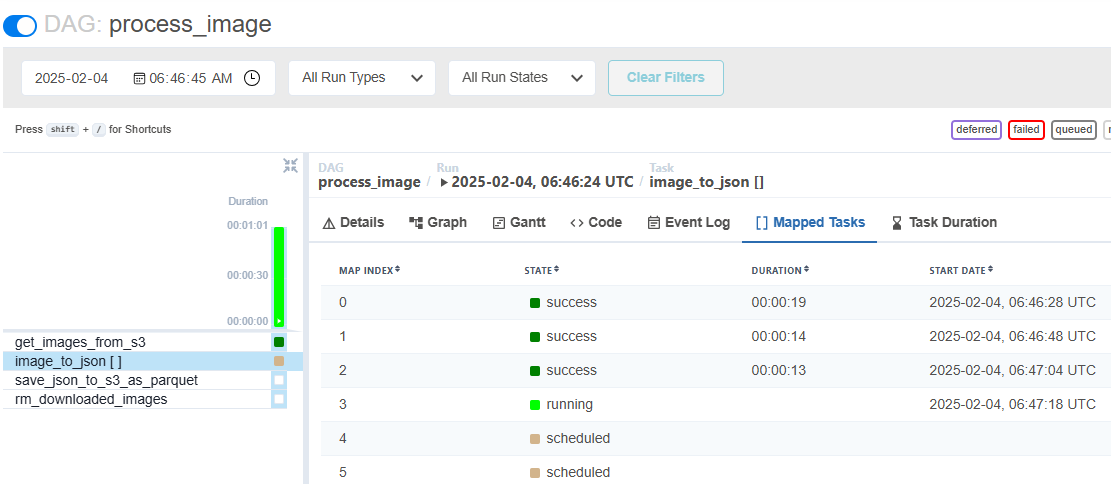 DAG: process_image
2025-02-04 06:46:45 AM All Run Types All Run States Clear Filters
Press shift + / for Shortcuts deferred failed queued
DAG Run Task
process_image / 2025-02-04, 06:46:24 UTC / image_to_json []
Duration
00:01:01
00:00:30
00:00:00
get_images_from_s3
image_to_json [ ]
save_json_to_s3_as_parquet
rm_downloaded_images
Details Graph Gantt <> Code Event Log [ ] Mapped Tasks Task Duration
MAP INDEX STATE DURATION START DATE
0 success 00:00:19 2025-02-04, 06:46:28 UTC
1 success 00:00:14 2025-02-04, 06:46:48 UTC
2 success 00:00:13 2025-02-04, 06:47:04 UTC
3 running 2025-02-04, 06:47:18 UTC
4 scheduled
5 scheduled